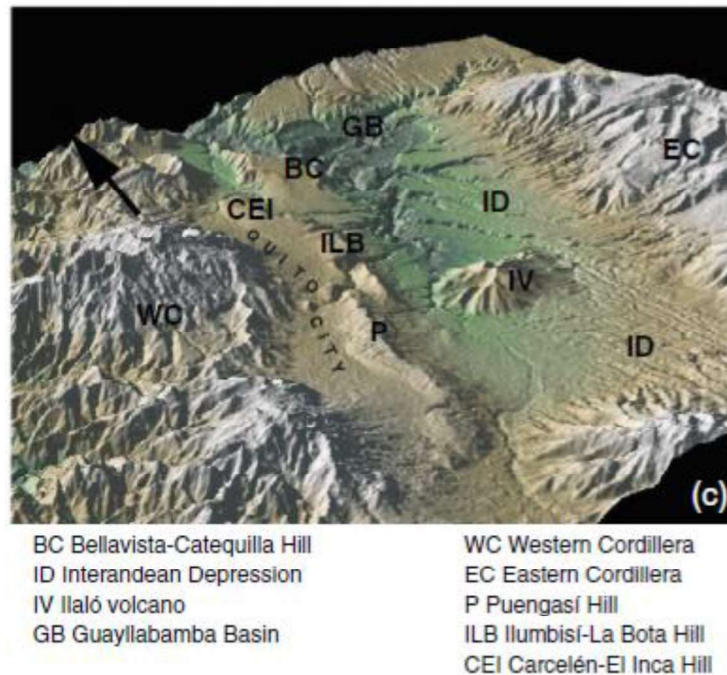 GB
EC
BC
ID
CEI
ILB
QUITO CITY
IV
WC
P
ID
(c)
BC Bellavista-Catequilla Hill
ID Interandean Depression
IV Ilaló volcano
GB Guayllabamba Basin
WC Western Cordillera
EC Eastern Cordillera
P Puengasí Hill
ILB Ilumbisí-La Bota Hill
CEI Carcelén-El Inca Hill